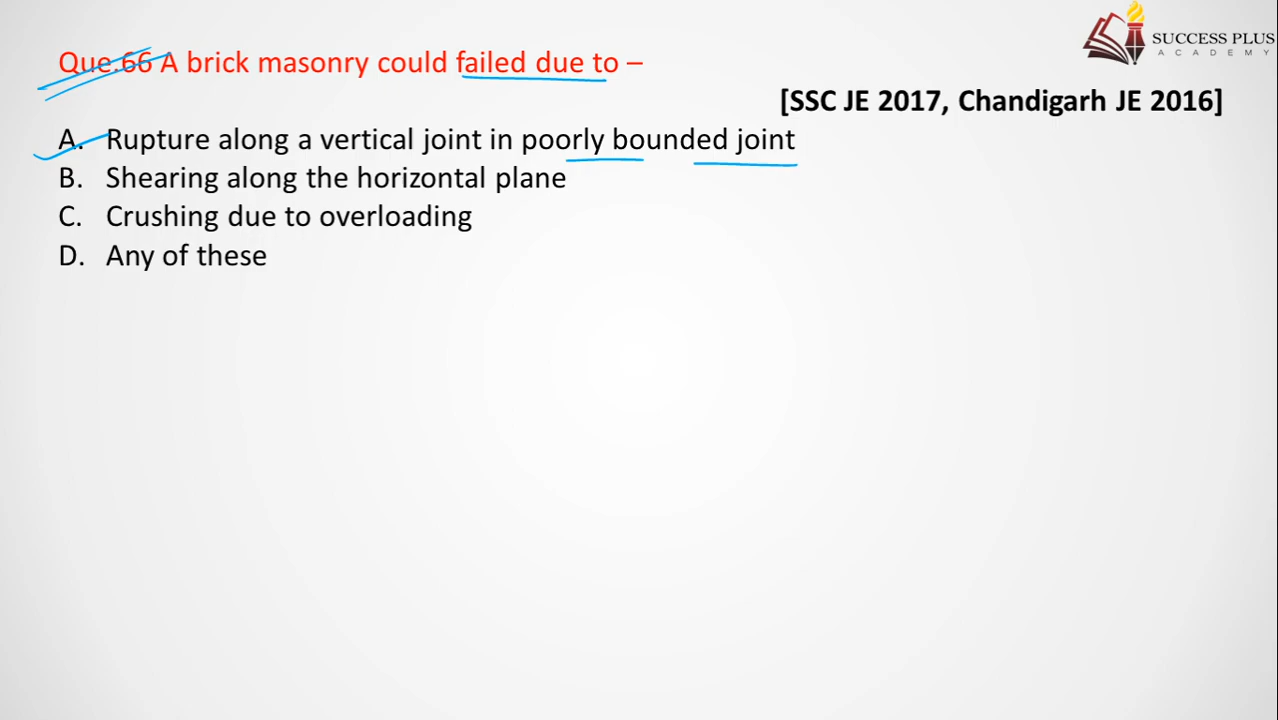 SUCCESS PLUS
ACADEMY
Que.66 A brick masonry could failed due to –
[SSC JE 2017, Chandigarh JE 2016]
A. Rupture along a vertical joint in poorly bounded joint
B. Shearing along the horizontal plane
C. Crushing due to overloading
D. Any of these